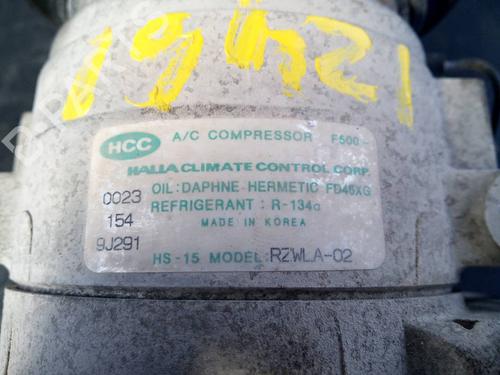 HCC A/C COMPRESSOR F500-
HALLA CLIMATE CONTROL CORP.
OIL: DAPHNE HERMETIC FD46XG
0023 REFRIGERANT : R-134a
154 MADE IN KOREA
9J291
HS-15 MODEL: RZWLA-02